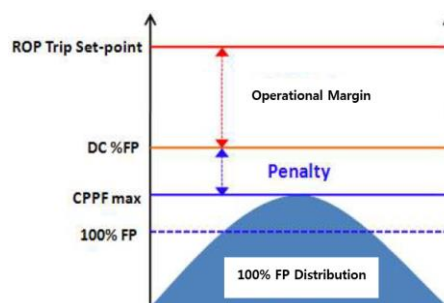 ROP Trip Set-point
Operational Margin
DC %FP
Penalty
CPPF max
100% FP
100% FP Distribution